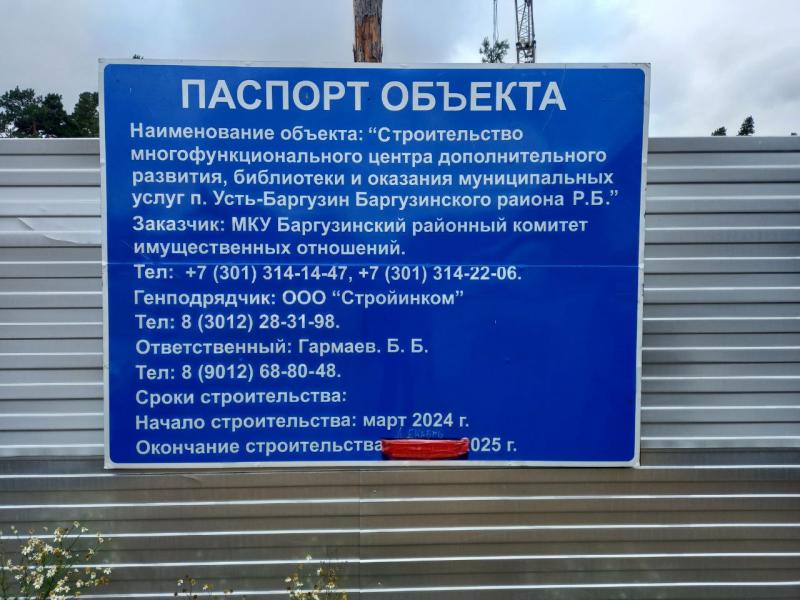 ПАСПОРТ ОБЪЕКТА
Наименование объекта: “Строительство
многофункционального центра дополнительного
развития, библиотеки и оказания муниципальных
услуг п. Усть-Баргузин Баргузинского раиона Р.Б.”
Заказчик: МКУ Баргузинский районный комитет
имущественных отношений.
Тел: +7 (301) 314-14-47, +7 (301) 314-22-06.
Генподрядчик: ООО “Стройинком”
Тел: 8 (3012) 28-31-98.
Ответственный: Гармаев. Б. Б.
Тел: 8 (9012) 68-80-48.
Сроки строительства:
Начало строительства: март 2024 г.
Окончание строительства 025 г.